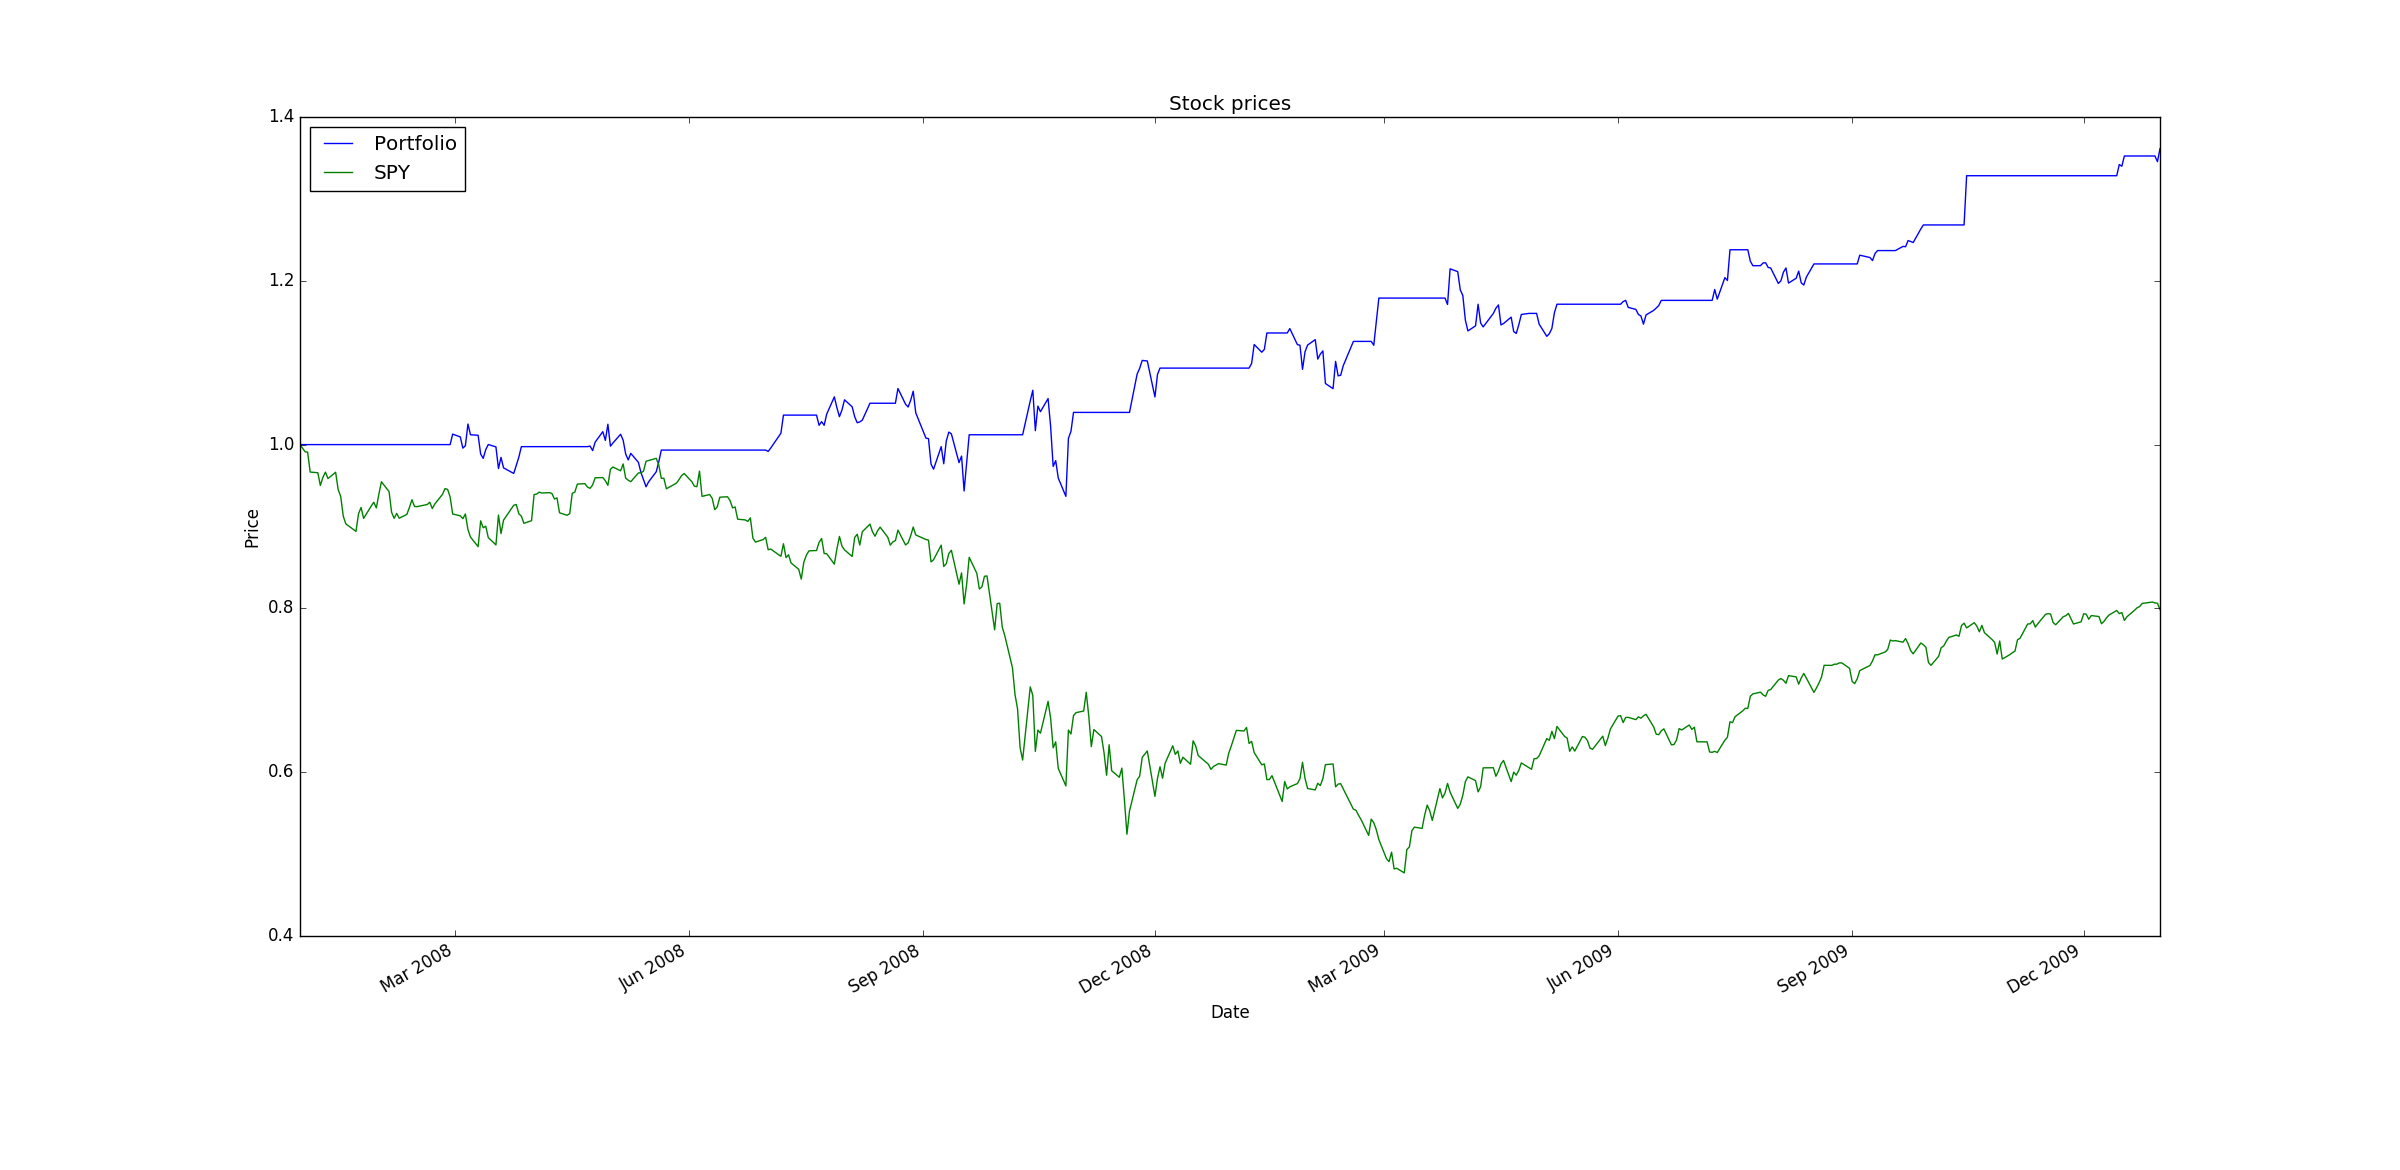 Stock prices
1.4
Portfolio
SPY
1.2
1.0
Price
0.8
0.6
0.4
Mar 2008
Jun 2008
Sep 2008
Dec 2008
Mar 2009
Jun 2009
Sep 2009
Dec 2009
Date